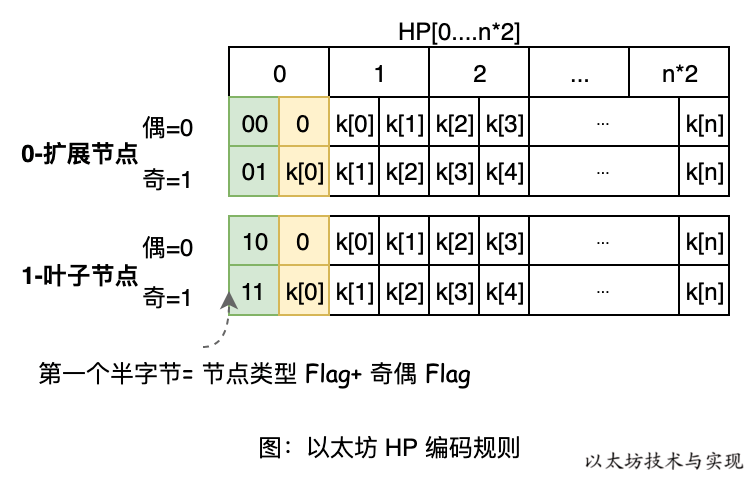 HP[0....n*2]
0 1 2 ... n*2
偶=0 00 0 k[0] k[1] k[2] k[3] ... k[n]
0-扩展节点
奇=1 01 k[0] k[1] k[2] k[3] k[4] ... k[n]
偶=0 10 0 k[0] k[1] k[2] k[3] ... k[n]
1-叶子节点
奇=1 11 k[0] k[1] k[2] k[3] k[4] ... k[n]
第一个半字节= 节点类型 Flag+ 奇偶 Flag
图：以太坊 HP 编码规则
以太坊技术与实现